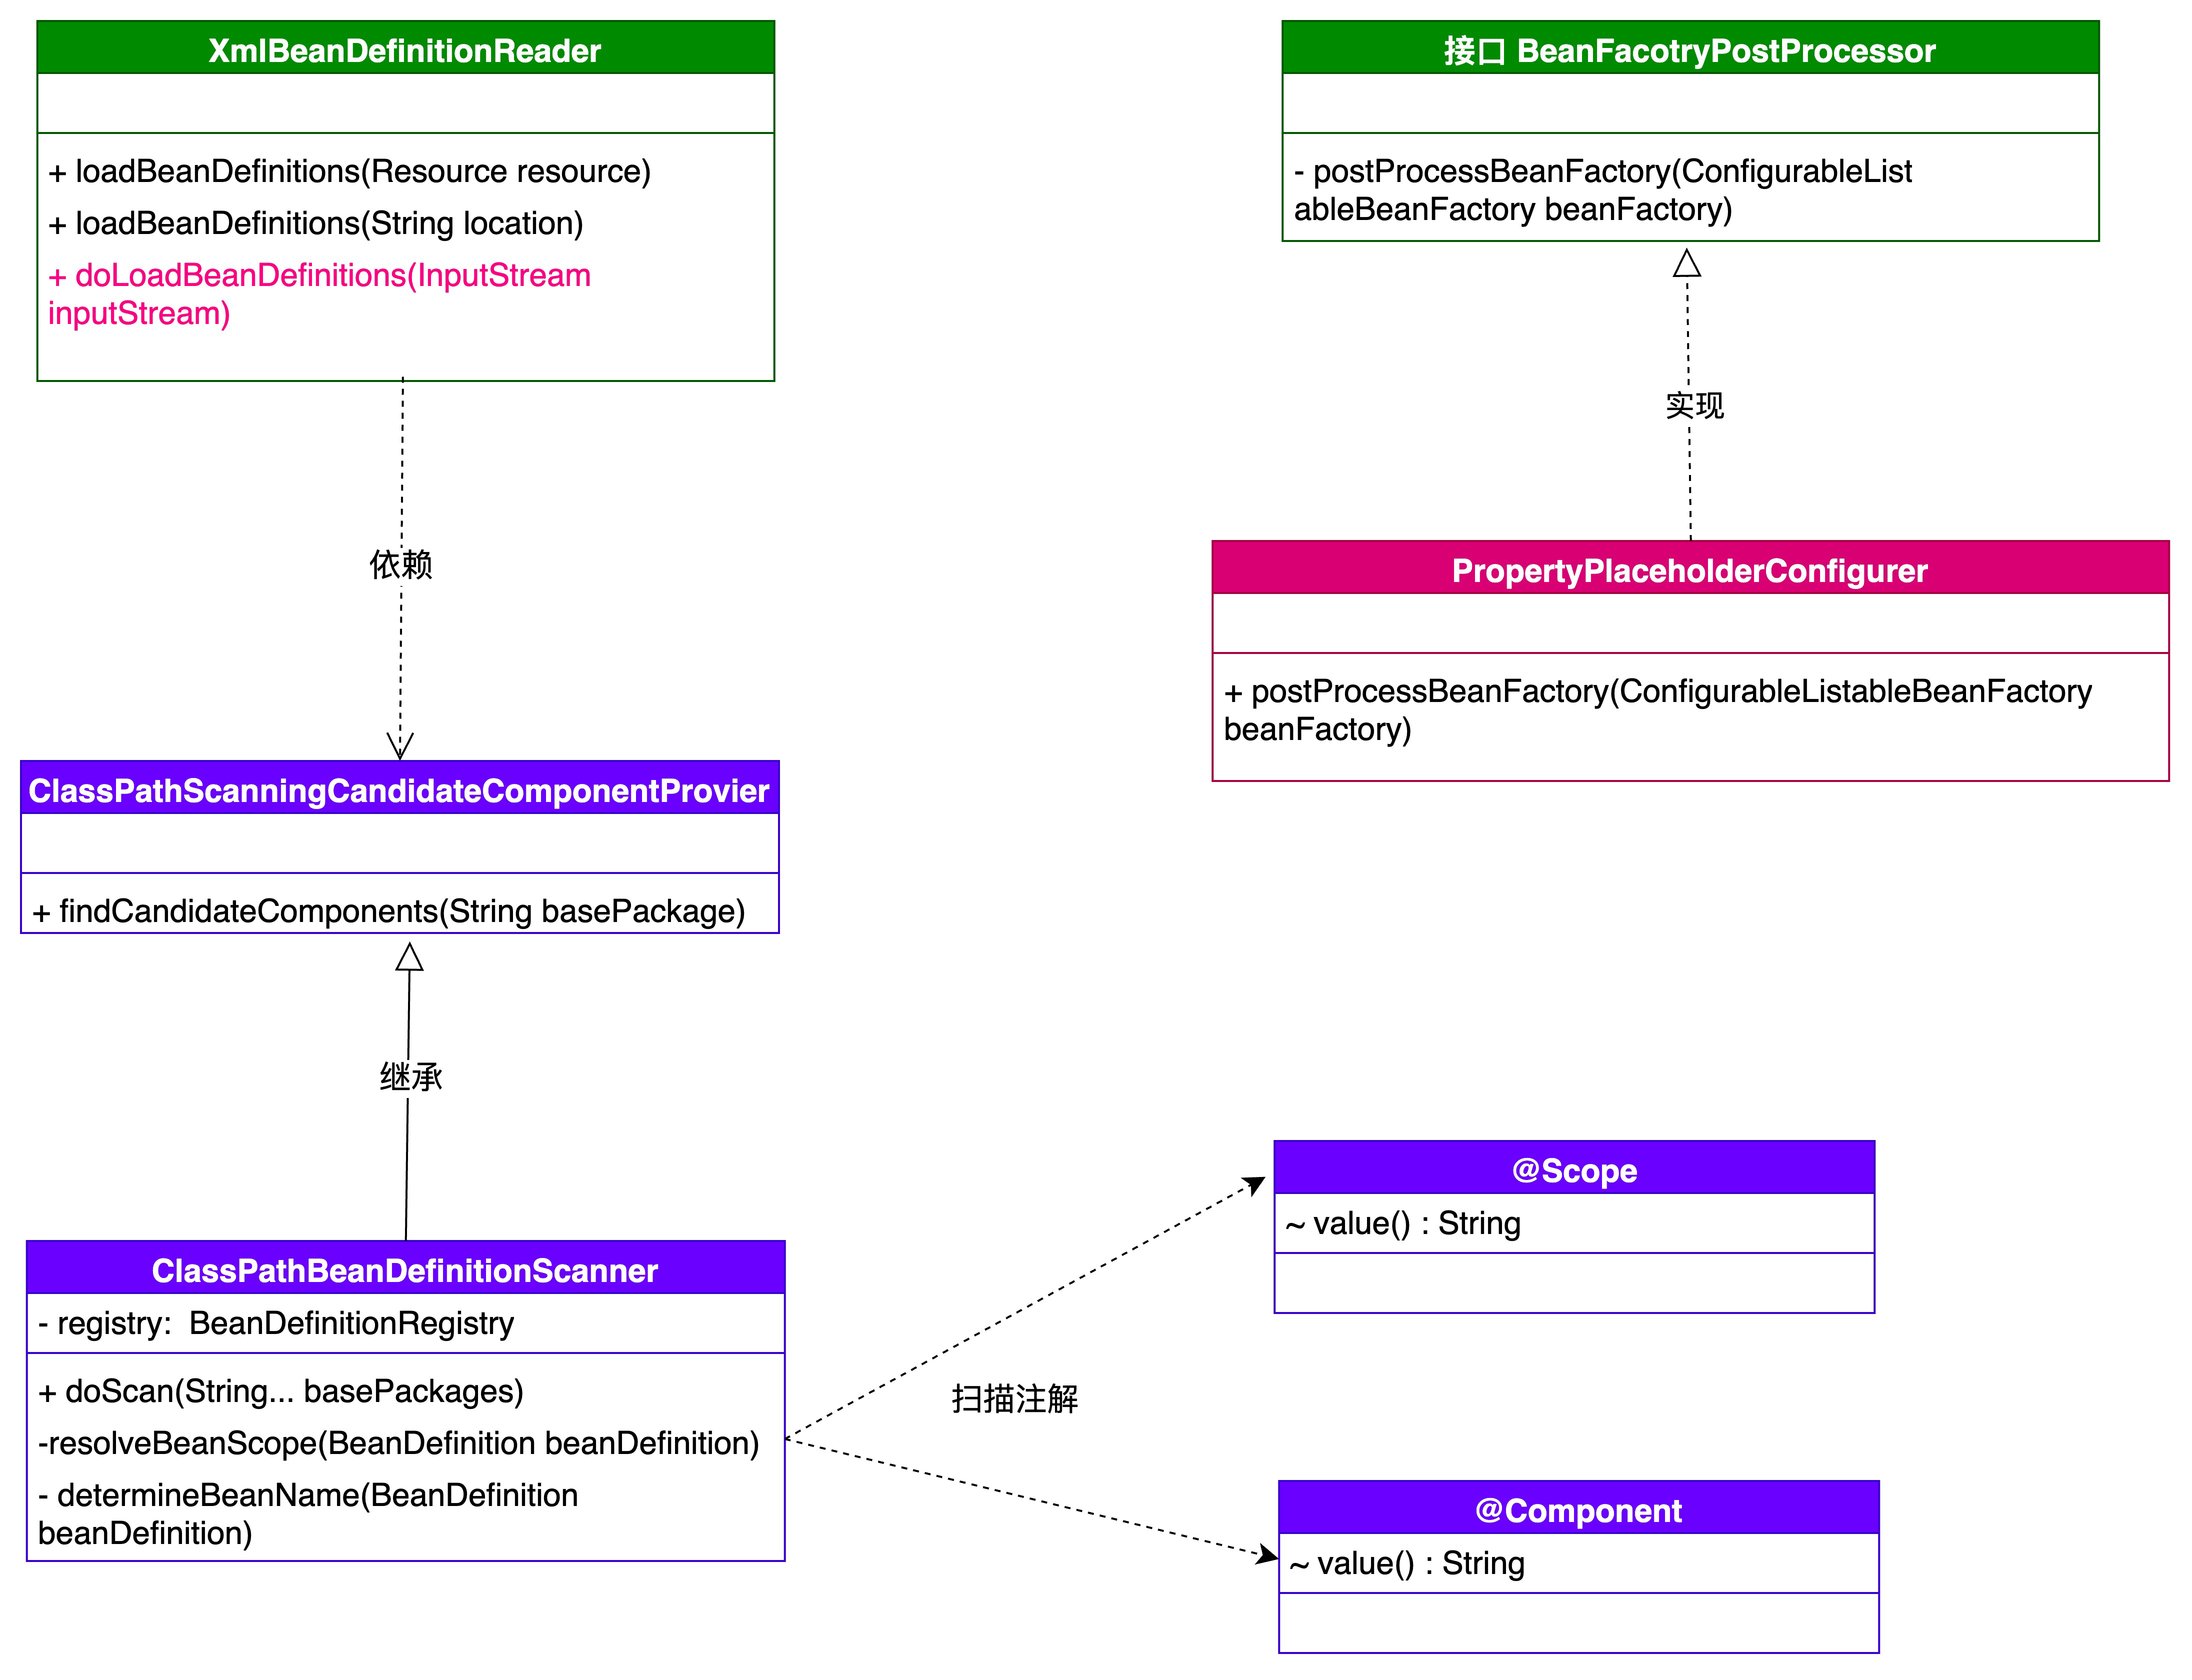 XmlBeanDefinitionReader
+ loadBeanDefinitions(Resource resource)
+ loadBeanDefinitions(String location)
+ doLoadBeanDefinitions(InputStream
inputStream)
接口 BeanFacotryPostProcessor
- postProcessBeanFactory(ConfigurableList
ableBeanFactory beanFactory)
实现
PropertyPlaceholderConfigurer
+ postProcessBeanFactory(ConfigurableListableBeanFactory
beanFactory)
依赖
ClassPathScanningCandidateComponentProvier
+ findCandidateComponents(String basePackage)
继承
ClassPathBeanDefinitionScanner
- registry:  BeanDefinitionRegistry
+ doScan(String... basePackages)
-resolveBeanScope(BeanDefinition beanDefinition)
- determineBeanName(BeanDefinition
beanDefinition)
扫描注解
@Scope
~ value() : String
@Component
~ value() : String